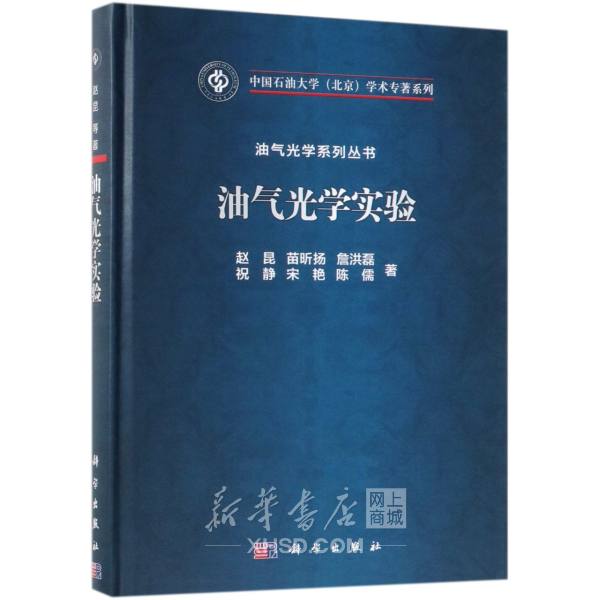 中国石油大学（北京）学术专著系列
油气光学系列丛书
油气光学实验
赵 昆 苗昕扬 詹洪磊
祝 静 宋 艳 陈 儒 著
新华书店 网上商城
XHSD.COM
科学出版社
赵昆 等著
油气光学实验
科学出版社